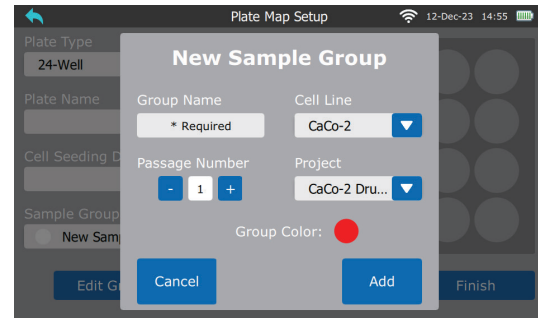 Plate Map Setup
12-Dec-23 14:55
Plate Type
24-Well
Plate Name
Cell Seeding D
Sample Group
New Sam
Edit Gr
Finish
New Sample Group
Group Name
Cell Line
* Required
CaCo-2
Passage Number
Project
- 1 +
CaCo-2 Dru...
Group Color:
Cancel
Add